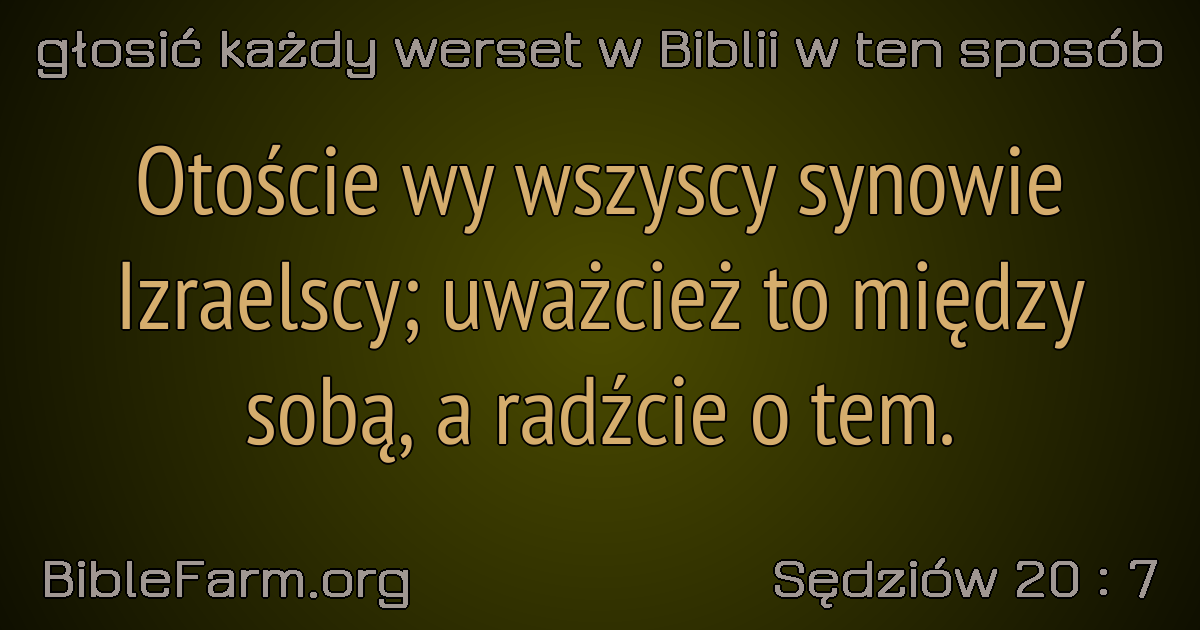 głosić każdy werset w Biblii w ten sposób
Otoście wy wszyscy synowie
Izraelscy; uważcież to między
sobą, a radźcie o tem.
BibleFarm.org
Sędziów 20 : 7